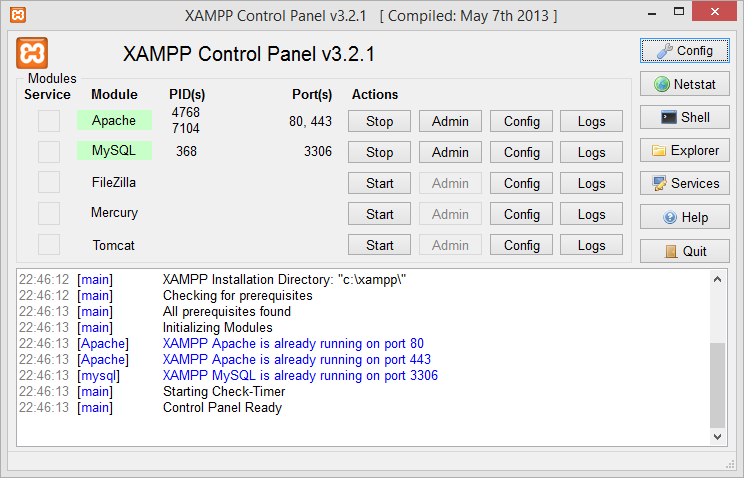 XAMPP Control Panel v3.2.1 [ Compiled: May 7th 2013 ]
XAMPP Control Panel v3.2.1
Config
Modules
Service Module PID(s) Port(s) Actions
Netstat
Apache 4768 7104 80, 443 Stop Admin Config Logs
Shell
MySQL 368 3306 Stop Admin Config Logs
Explorer
FileZilla Start Admin Config Logs
Services
Mercury Start Admin Config Logs
Help
Tomcat Start Admin Config Logs
Quit
22:46:12 [main] XAMPP Installation Directory: "c:\xampp\"
22:46:12 [main] Checking for prerequisites
22:46:13 [main] All prerequisites found
22:46:13 [main] Initializing Modules
22:46:13 [Apache] XAMPP Apache is already running on port 80
22:46:13 [Apache] XAMPP Apache is already running on port 443
22:46:13 [mysql] XAMPP MySQL is already running on port 3306
22:46:13 [main] Starting Check-Timer
22:46:13 [main] Control Panel Ready